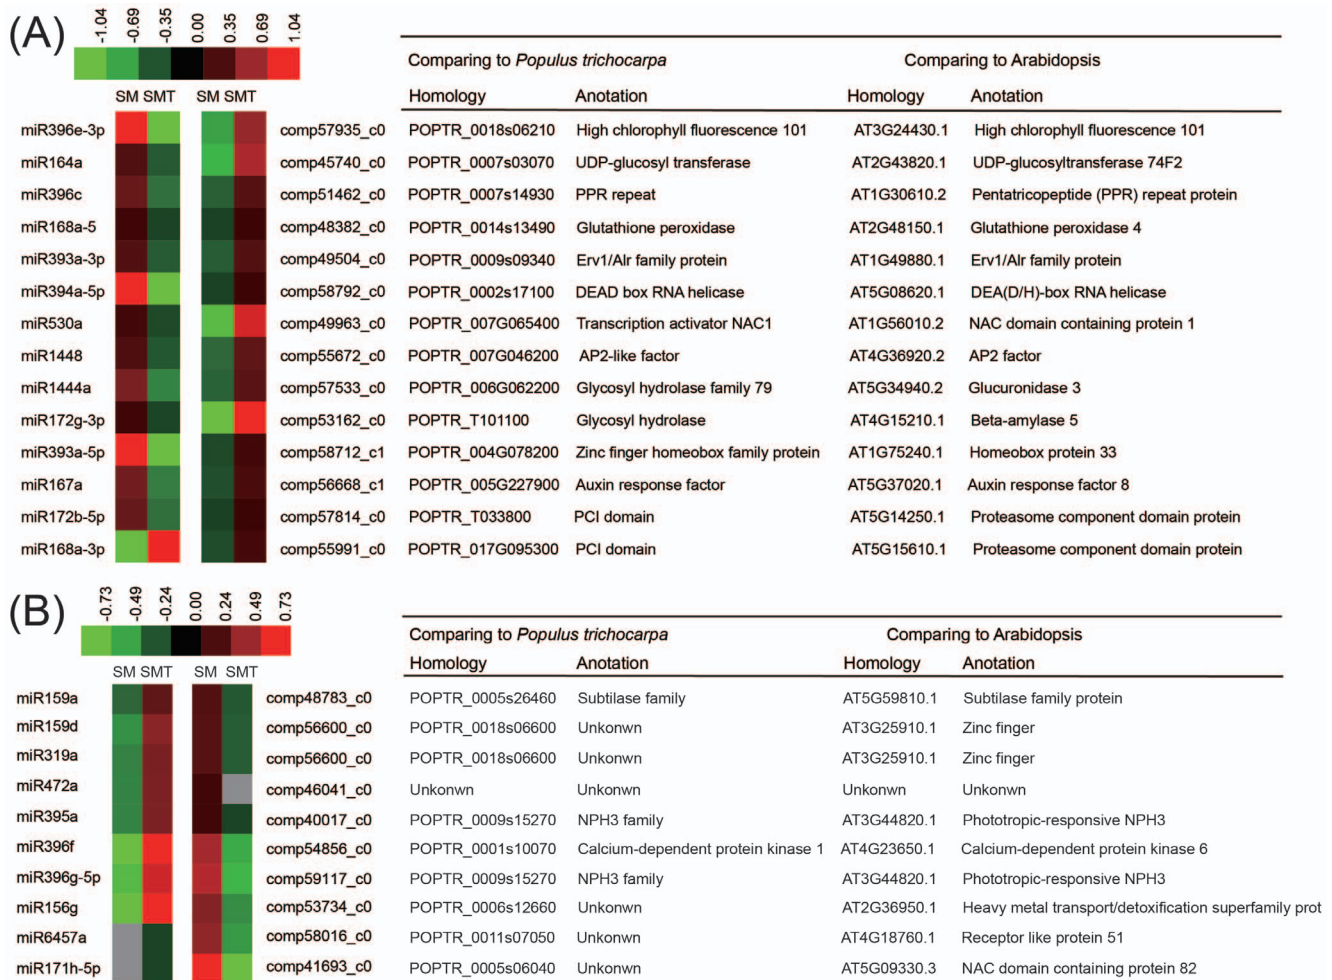 (A)
-1.04 -0.69 -0.35 0.00 0.35 0.69 1.04
Comparing to Populus trichocarpa Comparing to Arabidopsis
SM SMT SM SMT Homology Anotation Homology Anotation
miR396e-3p comp57935_c0 POPTR_0018s06210 High chlorophyll fluorescence 101 AT3G24430.1 High chlorophyll fluorescence 101
miR164a comp45740_c0 POPTR_0007s03070 UDP-glucosyl transferase AT2G43820.1 UDP-glucosyltransferase 74F2
miR396c comp51462_c0 POPTR_0007s14930 PPR repeat AT1G30610.2 Pentatricopeptide (PPR) repeat protein
miR168a-5 comp48382_c0 POPTR_0014s13490 Glutathione peroxidase AT2G48150.1 Glutathione peroxidase 4
miR393a-3p comp49504_c0 POPTR_0009s09340 Erv1/Alr family protein AT1G49880.1 Erv1/Alr family protein
miR394a-5p comp58792_c0 POPTR_0002s17100 DEAD box RNA helicase AT5G08620.1 DEA(D/H)-box RNA helicase
miR530a comp49963_c0 POPTR_007G065400 Transcription activator NAC1 AT1G56010.2 NAC domain containing protein 1
miR1448 comp55672_c0 POPTR_007G046200 AP2-like factor AT4G36920.2 AP2 factor
miR1444a comp57533_c0 POPTR_006G062200 Glycosyl hydrolase family 79 AT5G34940.2 Glucuronidase 3
miR172g-3p comp53162_c0 POPTR_T101100 Glycosyl hydrolase AT4G15210.1 Beta-amylase 5
miR393a-5p comp58712_c1 POPTR_004G078200 Zinc finger homeobox family protein AT1G75240.1 Homeobox protein 33
miR167a comp56668_c1 POPTR_005G227900 Auxin response factor AT5G37020.1 Auxin response factor 8
miR172b-5p comp57814_c0 POPTR_T033800 PCI domain AT5G14250.1 Proteasome component domain protein
miR168a-3p comp55991_c0 POPTR_017G095300 PCI domain AT5G15610.1 Proteasome component domain protein
(B)
-0.73 -0.49 -0.24 0.00 0.24 0.49 0.73
Comparing to Populus trichocarpa Comparing to Arabidopsis
SM SMT SM SMT Homology Anotation Homology Anotation
miR159a comp48783_c0 POPTR_0005s26460 Subtilase family AT5G59810.1 Subtilase family protein
miR159d comp56600_c0 POPTR_0018s06600 Unkonwn AT3G25910.1 Zinc finger
miR319a comp56600_c0 POPTR_0018s06600 Unkonwn AT3G25910.1 Zinc finger
miR472a comp46041_c0 Unkonwn Unkonwn Unkonwn Unkonwn
miR395a comp40017_c0 POPTR_0009s15270 NPH3 family AT3G44820.1 Phototropic-responsive NPH3
miR396f comp54856_c0 POPTR_0001s10070 Calcium-dependent protein kinase 1 AT4G23650.1 Calcium-dependent protein kinase 6
miR396g-5p comp59117_c0 POPTR_0009s15270 NPH3 family AT3G44820.1 Phototropic-responsive NPH3
miR156g comp53734_c0 POPTR_0006s12660 Unkonwn AT2G36950.1 Heavy metal transport/detoxification superfamily prot
miR6457a comp58016_c0 POPTR_0011s07050 Unkonwn AT4G18760.1 Receptor like protein 51
miR171h-5p comp41693_c0 POPTR_0005s06040 Unkonwn AT5G09330.3 NAC domain containing protein 82